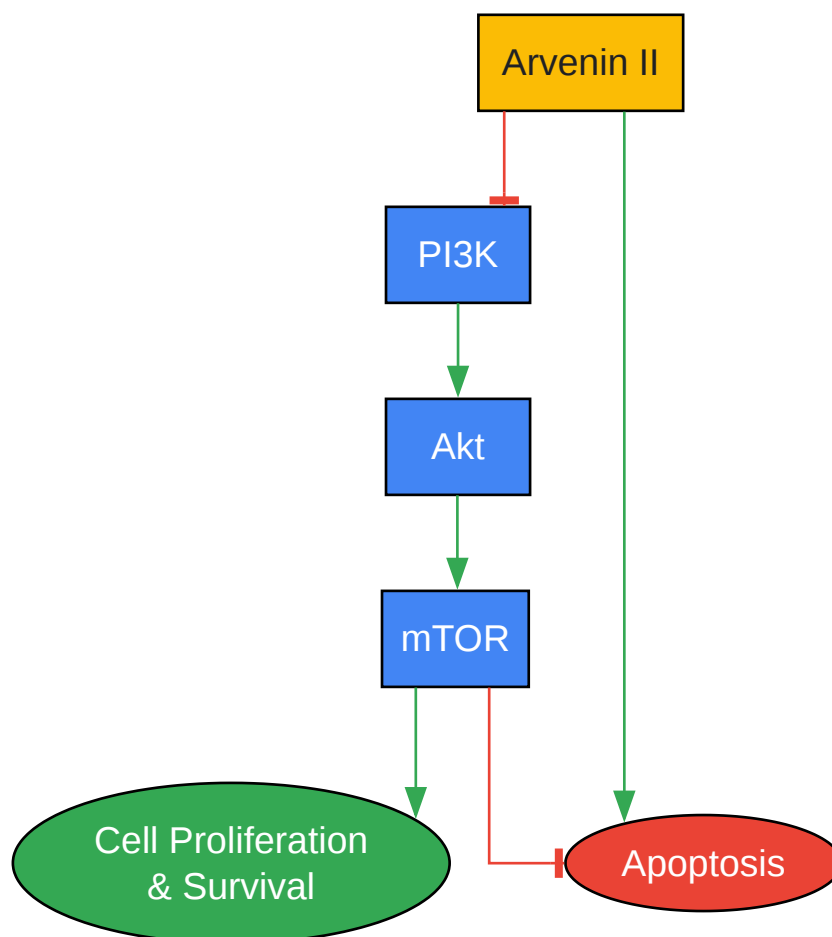 Arvenin II
PI3K
Akt
mTOR
Cell Proliferation
& Survival
Apoptosis